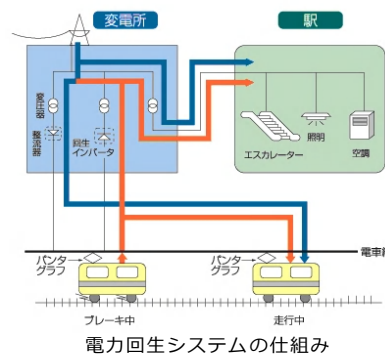 変電所
駅
変圧器
整流器
回生
インバータ
エスカレーター
照明
空調
電車線
パンタ
グラフ
パンタ
グラフ
ブレーキ中
走行中
電力回生システムの仕組み